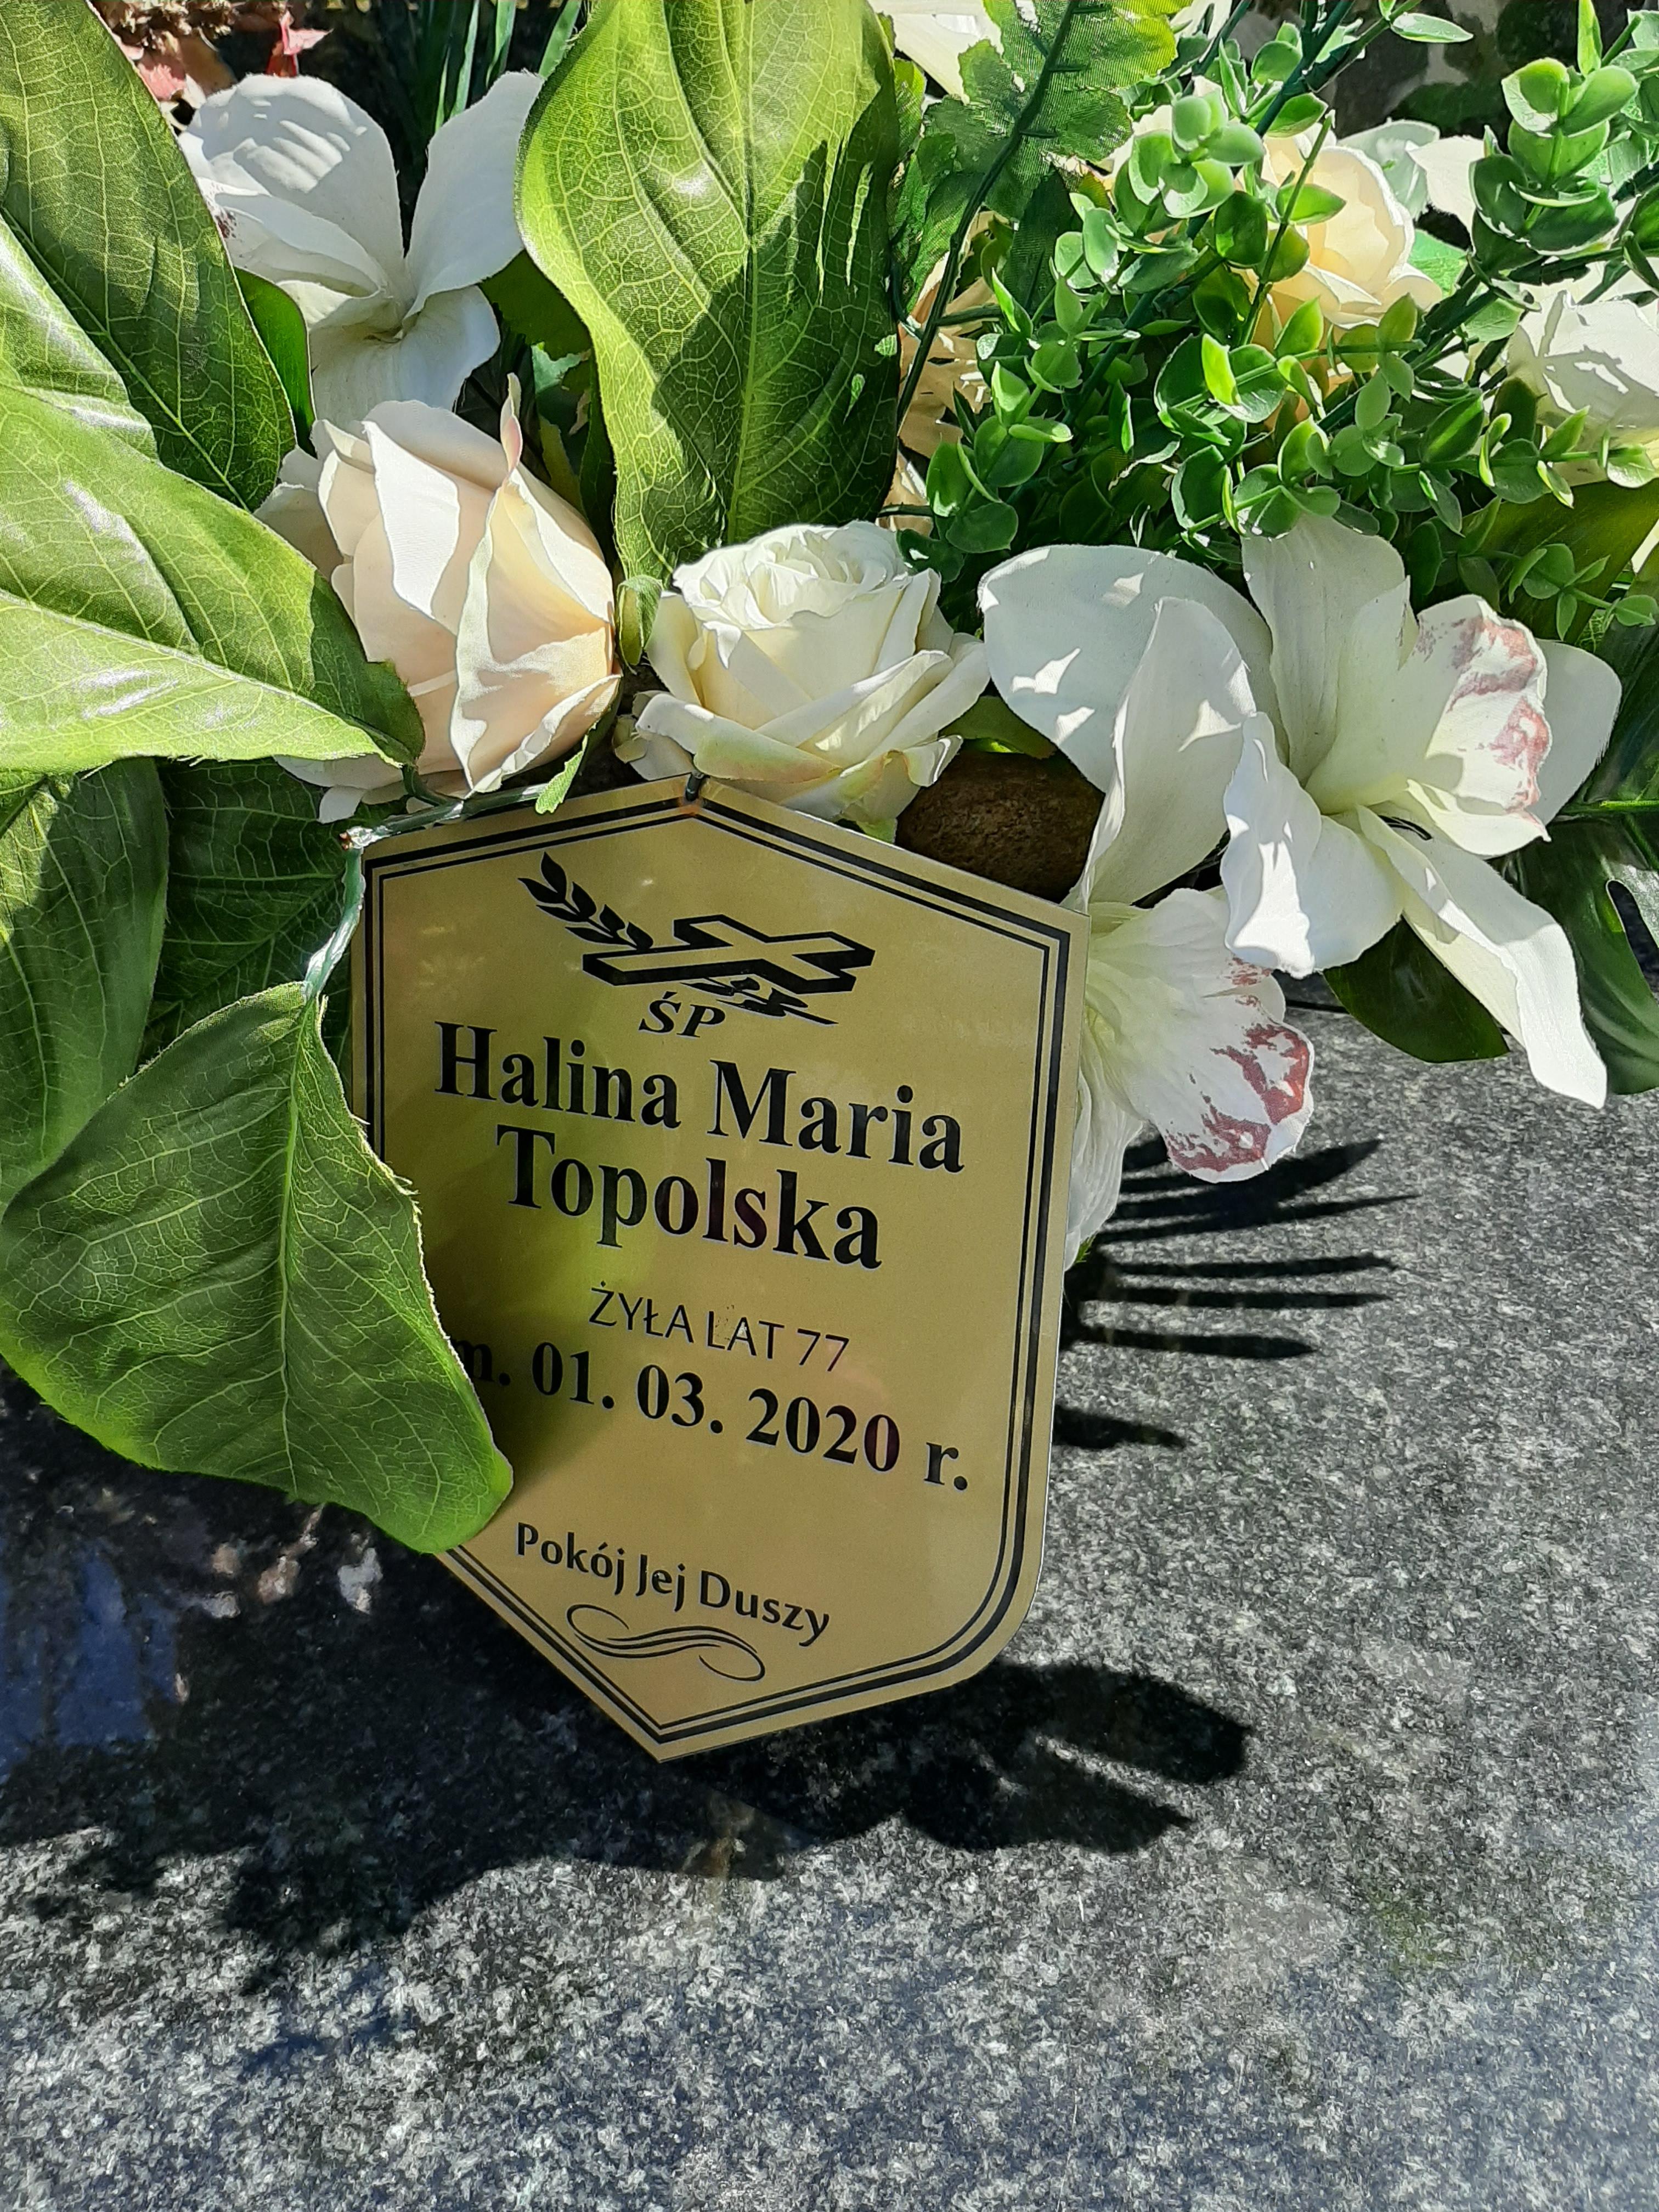 ŚP
Halina Maria
Topolska
ŻYŁA LAT 77
m. 01. 03. 2020 r.
Pokój Jej Duszy